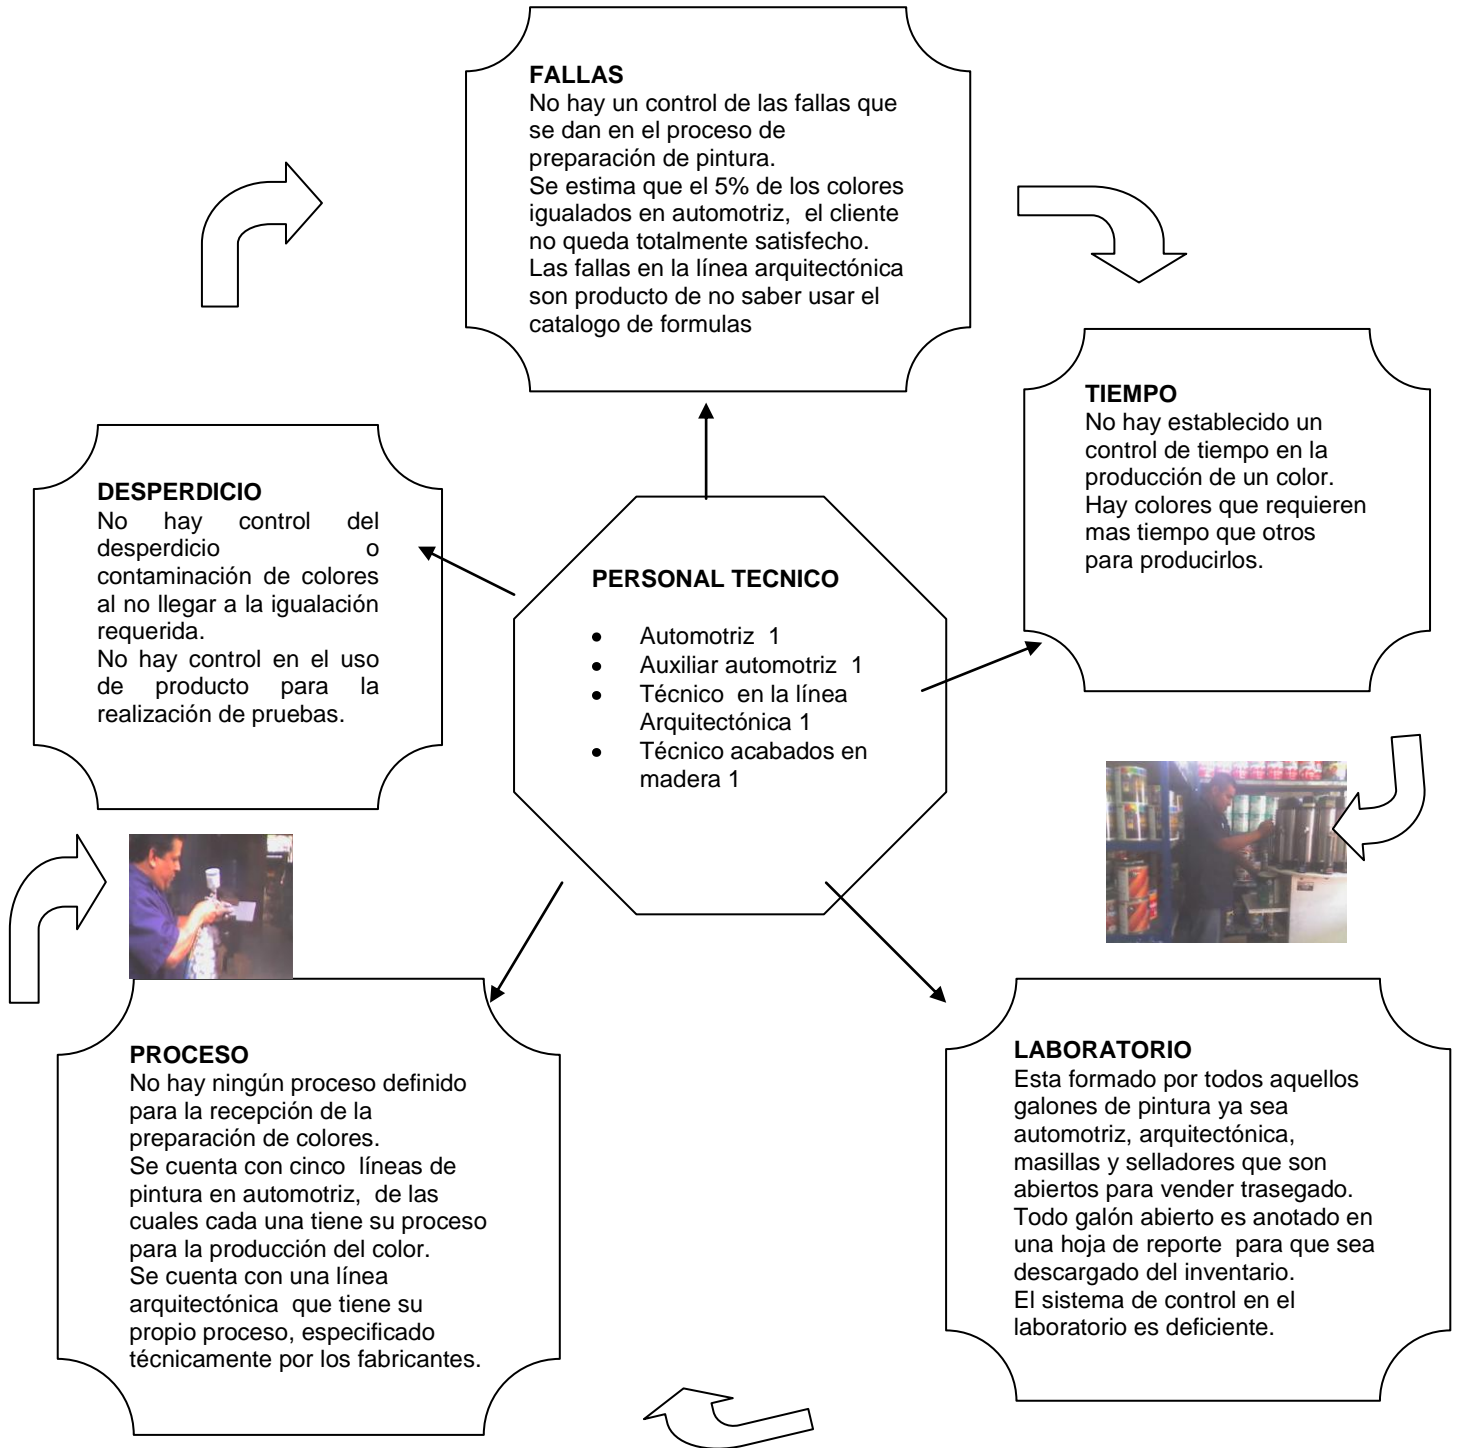 FALLAS
No hay un control de las fallas que
se dan en el proceso de
preparación de pintura.
Se estima que el 5% de los colores
igualados en automotriz, el cliente
no queda totalmente satisfecho.
Las fallas en la línea arquitectónica
son producto de no saber usar el
catalogo de formulas
TIEMPO
No hay establecido un
control de tiempo en la
producción de un color.
Hay colores que requieren
mas tiempo que otros
para producirlos.
DESPERDICIO
No hay control del
desperdicio o
contaminación de colores
al no llegar a la igualación
requerida.
No hay control en el uso
de producto para la
realización de pruebas.
PERSONAL TECNICO
• Automotriz 1
• Auxiliar automotriz 1
• Técnico en la línea
Arquitectónica 1
• Técnico acabados en
madera 1
PROCESO
No hay ningún proceso definido
para la recepción de la
preparación de colores.
Se cuenta con cinco líneas de
pintura en automotriz, de las
cuales cada una tiene su proceso
para la producción del color.
Se cuenta con una línea
arquitectónica que tiene su
propio proceso, especificado
técnicamente por los fabricantes.
LABORATORIO
Esta formado por todos aquellos
galones de pintura ya sea
automotriz, arquitectónica,
masillas y selladores que son
abiertos para vender trasegado.
Todo galón abierto es anotado en
una hoja de reporte para que sea
descargado del inventario.
El sistema de control en el
laboratorio es deficiente.